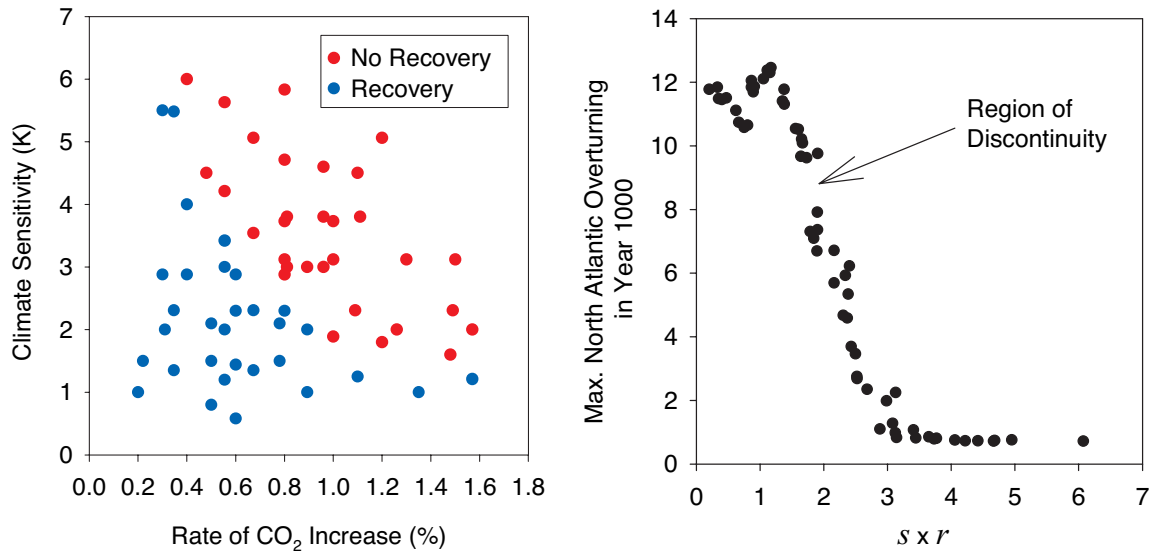 7
6
5
4
3
2
1
0
Climate Sensitivity (K)
No Recovery
Recovery
0.0 0.2 0.4 0.6 0.8 1.0 1.2 1.4 1.6 1.8
Rate of CO₂ Increase (%)
14
12
10
8
6
4
2
0
Max. North Atlantic Overturning
in Year 1000
Region of
Discontinuity
0 1 2 3 4 5 6 7
s x r